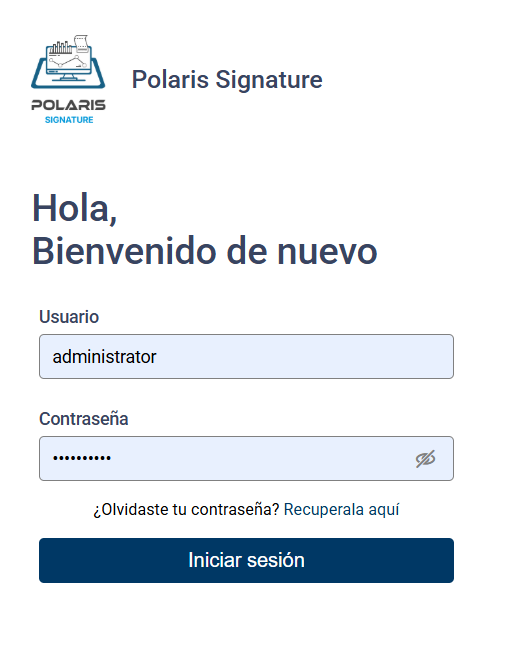 POLARIS
SIGNATURE
Polaris Signature
Hola,
Bienvenido de nuevo
Usuario
administrator
Contraseña
••••••••••
¿Olvidaste tu contraseña? Recuperala aquí
Iniciar sesión